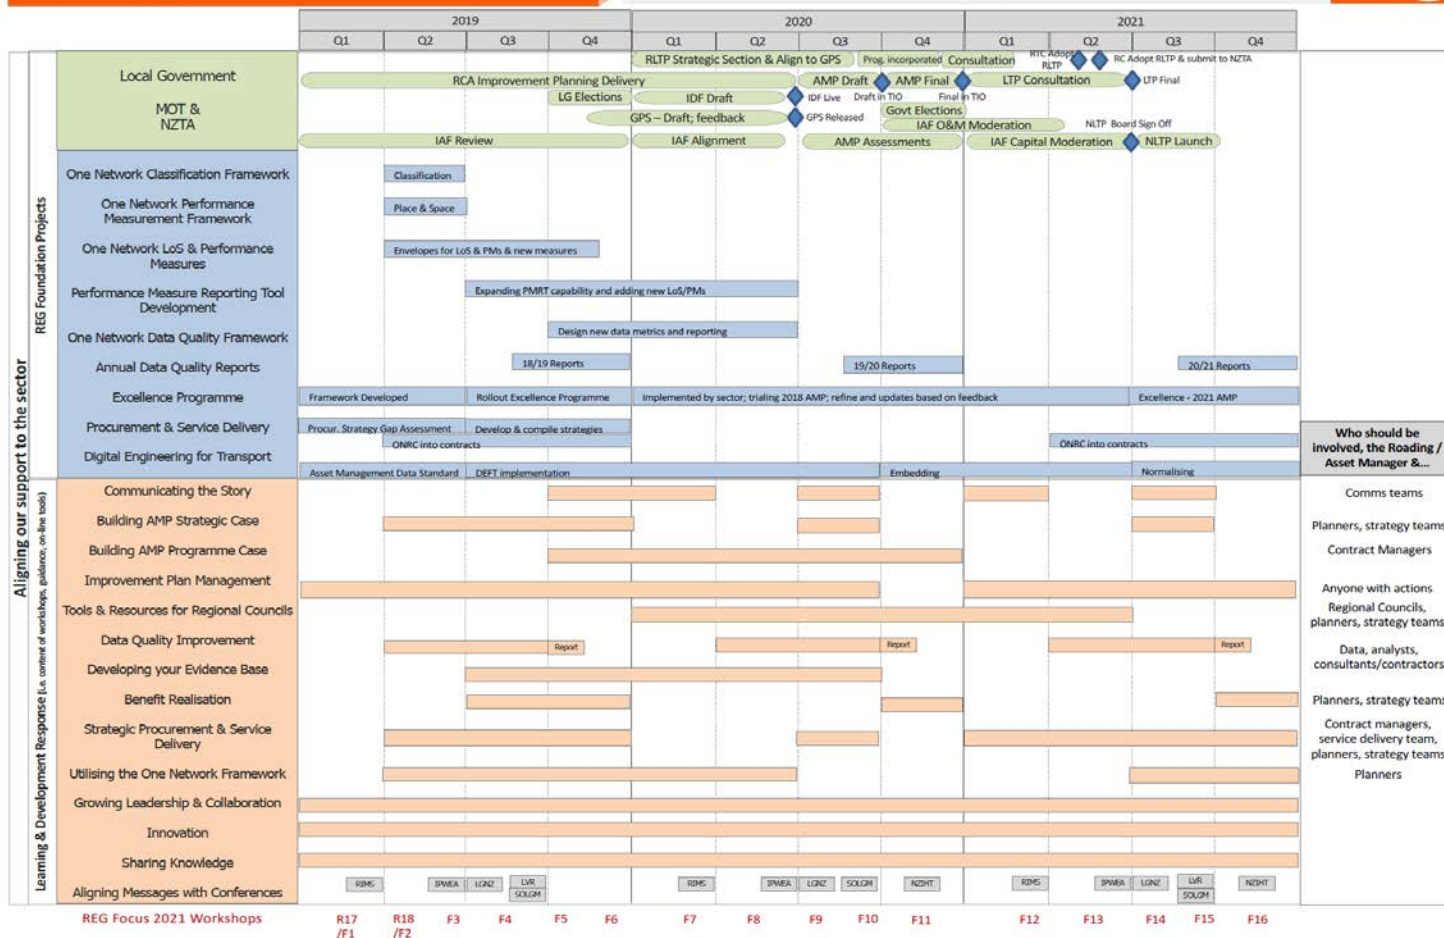 2019
2020
2021
Q1 Q2 Q3 Q4 Q1 Q2 Q3 Q4 Q1 Q2 Q3 Q4
Aligning our support to the sector
REG Foundation Projects
Learning & Development Response (i.e. content of workshops, guidance, on-line tools)
Local Government
MOT &
NZTA
RLTP Strategic Section & Align to GPS
Prog. incorporated
Consultation
RTC Adopt
RLTP
RC Adopt RLTP & submit to NZTA
RCA Improvement Planning Delivery
AMP Draft
AMP Final
LTP Consultation
LTP Final
LG Elections
IDF Draft
IDF Live
Draft in TIO
Final in TIO
GPS – Draft; feedback
GPS Released
Govt Elections
IAF O&M Moderation
NLTP Board Sign Off
IAF Review
IAF Alignment
AMP Assessments
IAF Capital Moderation
NLTP Launch
One Network Classification Framework
Classification
One Network Performance
Measurement Framework
Place & Space
One Network LoS & Performance
Measures
Envelopes for LoS & PMs & new measures
Performance Measure Reporting Tool
Development
Expanding PMRT capability and adding new LoS/PMs
One Network Data Quality Framework
Design new data metrics and reporting
Annual Data Quality Reports
18/19 Reports
19/20 Reports
20/21 Reports
Excellence Programme
Framework Developed
Rollout Excellence Programme
Implemented by sector; trialing 2018 AMP; refine and updates based on feedback
Excellence - 2021 AMP
Procurement & Service Delivery
Procur. Strategy Gap Assessment
Develop & compile strategies
ONRC into contracts
ONRC into contracts
Digital Engineering for Transport
Asset Management Data Standard
DEFT implementation
Embedding
Normalising
Who should be
involved, the Roading /
Asset Manager &...
Communicating the Story
Comms teams
Building AMP Strategic Case
Planners, strategy teams
Building AMP Programme Case
Contract Managers
Improvement Plan Management
Anyone with actions
Tools & Resources for Regional Councils
Regional Councils,
planners, strategy teams
Data Quality Improvement
Report
Report
Report
Data, analysts,
consultants/contractors
Developing your Evidence Base
Benefit Realisation
Planners, strategy teams
Strategic Procurement & Service
Delivery
Contract managers,
service delivery team,
planners, strategy teams
Utilising the One Network Framework
Planners
Growing Leadership & Collaboration
Innovation
Sharing Knowledge
Aligning Messages with Conferences
RIMS IPWEA LGNZ LVR RIMS IPWEA LGNZ SOLGM NZIHT RIMS IPWEA LGNZ LVR NZIHT
SOLGM SOLGM
REG Focus 2021 Workshops
R17 R18 F3 F4 F5 F6 F7 F8 F9 F10 F11 F12 F13 F14 F15 F16
/F1 /F2